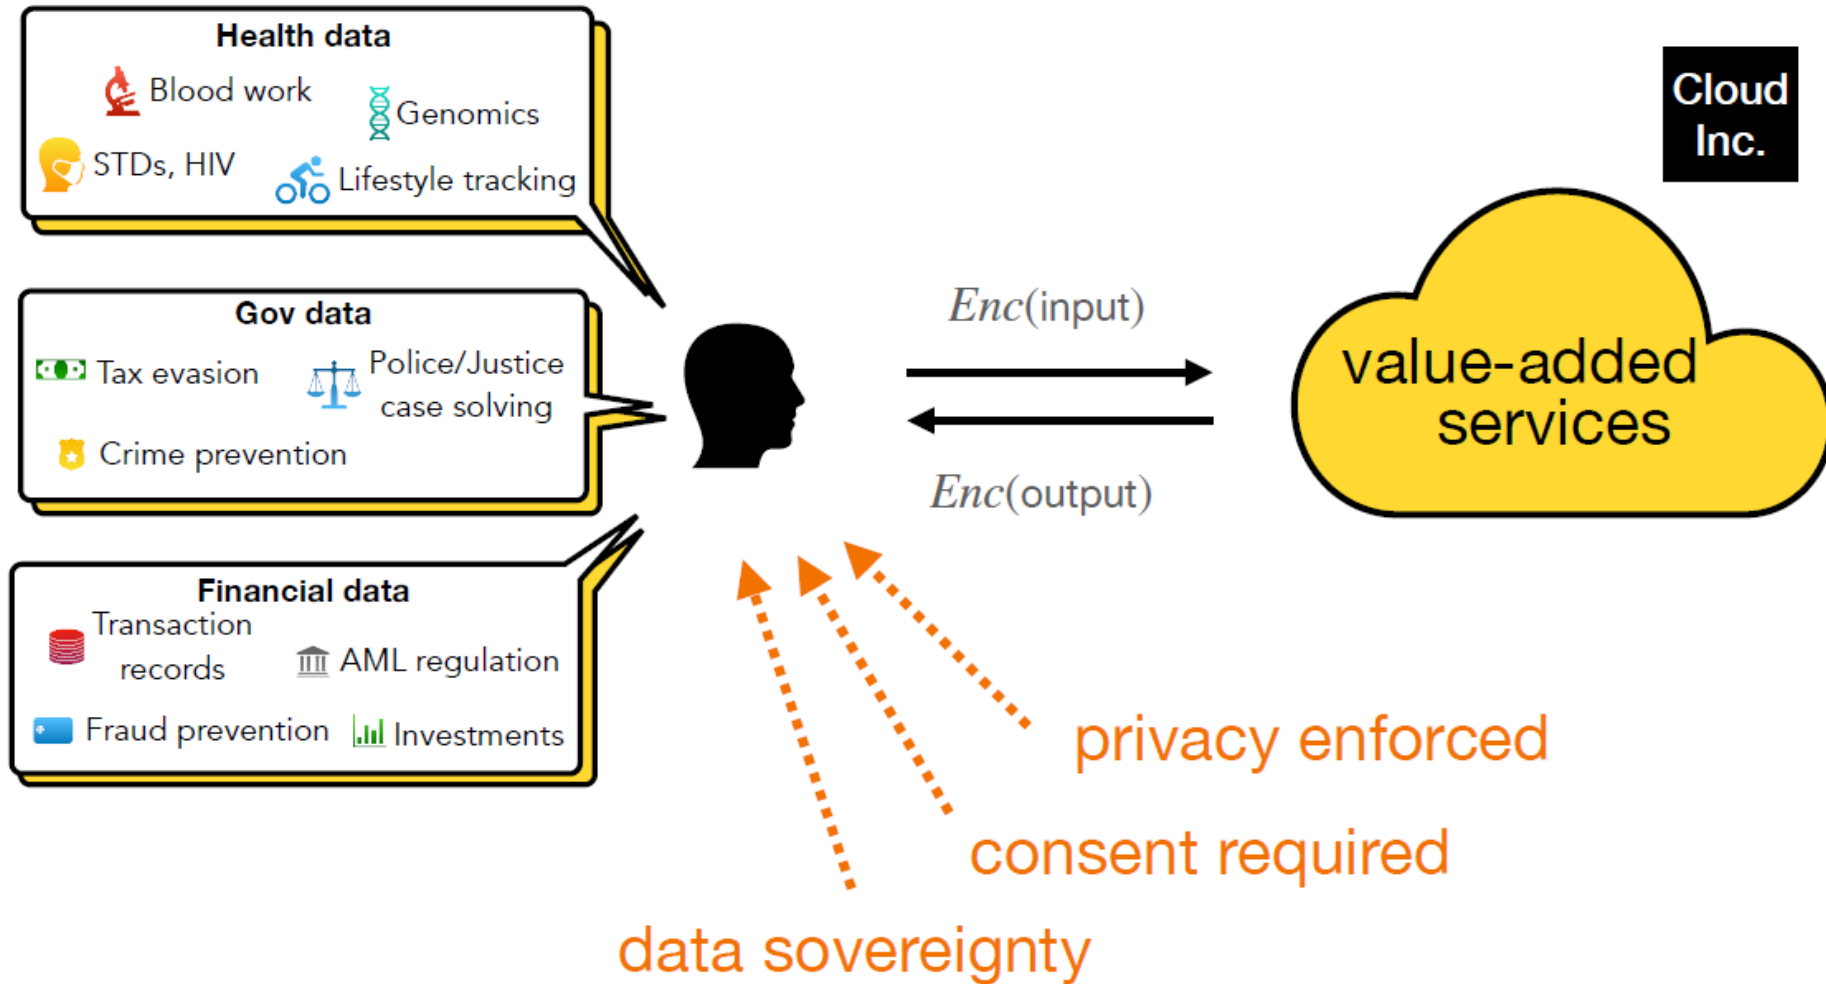 Health data
Blood work
Genomics
STDs, HIV
Lifestyle tracking
Gov data
Tax evasion
Police/Justice
case solving
Crime prevention
Financial data
Transaction
records
AML regulation
Fraud prevention
Investments
Enc(input)
Enc(output)
Cloud
Inc.
value-added
services
privacy enforced
consent required
data sovereignty